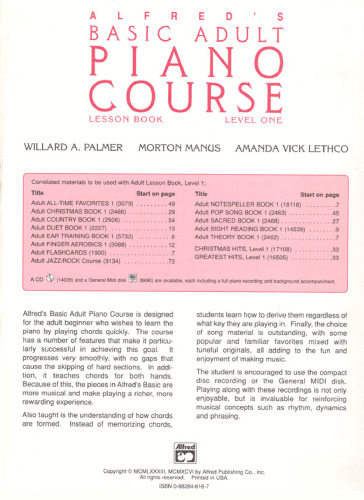 ALFRED'S
BASIC ADULT
PIANO
COURSE
LESSON BOOK LEVEL ONE
WILLARD A. PALMER MORTON MANUS AMANDA VICK LETHCO
Correlated materials to be used with Adult Lesson Book, Level 1:
Title Start on page
Adult ALL-TIME FAVORITES 1 (3079) 49
Adult CHRISTMAS BOOK 1 (2466) 29
Adult COUNTRY BOOK 1 (2506) 54
Adult DUET BOOK 1 (2227) 13
Adult EAR TRAINING BOOK 1 (5732) 6
Adult FINGER AEROBICS 1 (3088) 12
Adult FLASHCARDS (1900) 7
Adult JAZZ/ROCK Course (3134) 73
Title Start on page
Adult NOTESPELLER BOOK 1 (18116) 7
Adult POP SONG BOOK 1 (2463) 45
Adult SACRED BOOK 1 (2468) 27
Adult SIGHT READING BOOK 1 (14539) 9
Adult THEORY BOOK 1 (2462) 7
CHRISTMAS HITS, Level 1 (17108) 33
GREATEST HITS, Level 1 (16505) 33
A CD (14039) and a General Midi disk are available, each including a full piano recording and background accompaniment.
Alfred's Basic Adult Piano Course is designed
for the adult beginner who wishes to learn the
piano by playing chords quickly. The course
has a number of features that make it particu-
larly successful in achieving this goal. It
progresses very smoothly, with no gaps that
cause the skipping of hard sections. In addi-
tion, it teaches chords for both hands.
Because of this, the pieces in Alfred's Basic are
more musical and make playing a richer, more
rewarding experience.
Also taught is the understanding of how chords
are formed. Instead of memorizing chords,
students learn how to derive them regardless of
what key they are playing in. Finally, the choice
of song material is outstanding, with some
popular and familiar favorites mixed with
tuneful originals, all adding to the fun and
enjoyment of making music.
The student is encouraged to use the compact
disc recording or the General MIDI disk.
Playing along with these recordings is not only
enjoyable, but is invaluable for reinforcing
musical concepts such as rhythm, dynamics
and phrasing.
Alfred
Copyright © MCMLXXXIII, MCMXCVI by Alfred Publishing Co., Inc.
All rights reserved. Printed in USA.
ISBN 0-88284-616-7